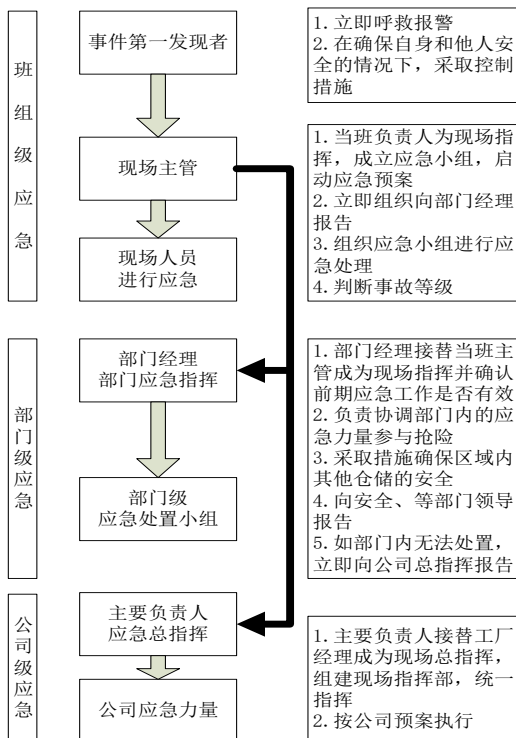 班
组
级
应
急
事件第一发现者
现场主管
现场人员
进行应急
1. 立即呼救报警
2. 在确保自身和他人安
全的情况下，采取控制
措施
1. 当班负责人为现场指
挥，成立应急小组，启
动应急预案
2. 立即组织向部门经理
报告
3. 组织应急小组进行应
急处理
4. 判断事故等级
部
门
级
应
急
部门经理
部门应急指挥
部门级
应急处置小组
1. 部门经理接替当班主
管成为现场指挥并确认
前期应急工作是否有效
2. 负责协调部门内的应
急力量参与抢险
3. 采取措施确保区域内
其他仓储的安全
4. 向安全、等部门领导
报告
5. 如部门内无法处置，
立即向公司总指挥报告
公
司
级
应
急
主要负责人
应急总指挥
公司应急力量
1. 主要负责人接替工厂
经理成为现场总指挥，
组建现场指挥部，统一
指挥
2. 按公司预案执行